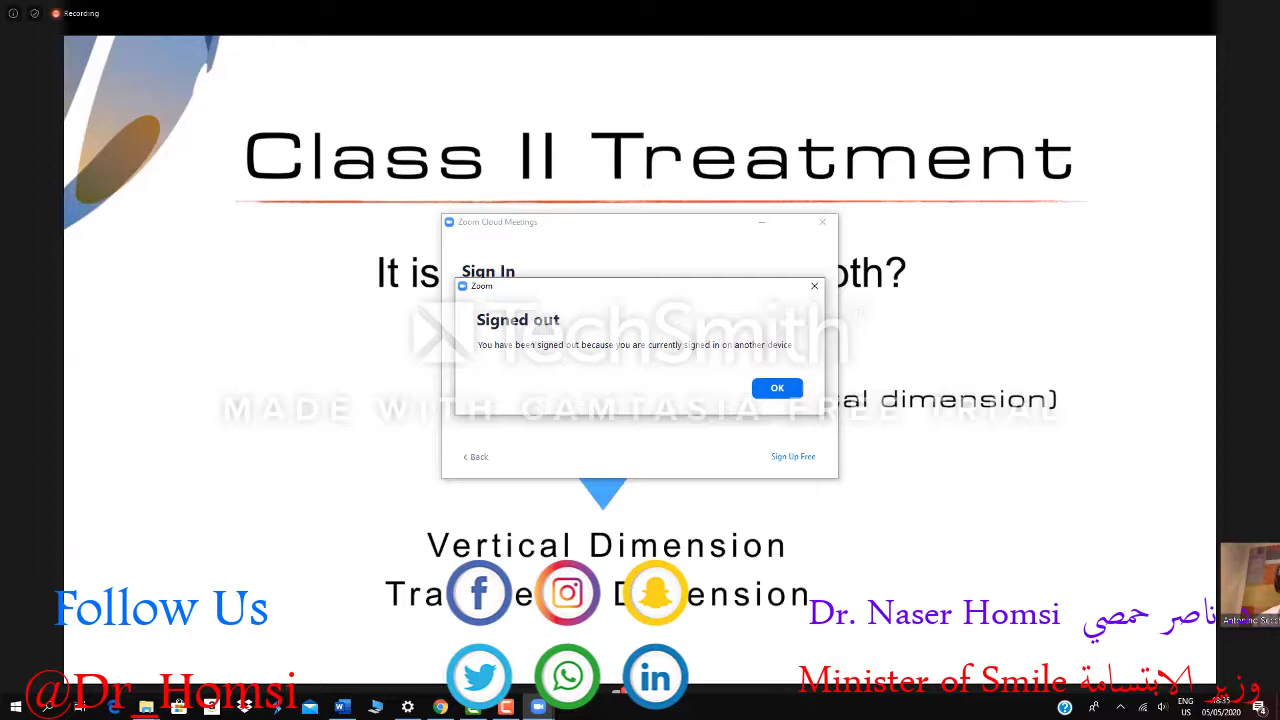 Recording
Class II Treatment
Zoom Cloud Meetings
It is
oth?
Sign In
Zoom
Signed out
TechSmith
You have been signed out because you are currently signed in on another device
OK
al dimension)
MADE WITH CAMTASIA FREE TRIAL
Back
Sign Up Free
Vertical Dimension
Tra e D ension
Follow Us
Dr. Naser Homsi د ناصر حمصي
@Dr_Homsi
Minister of Smile وزير الابتسامة
ENG
US
18:35
05/05/2020